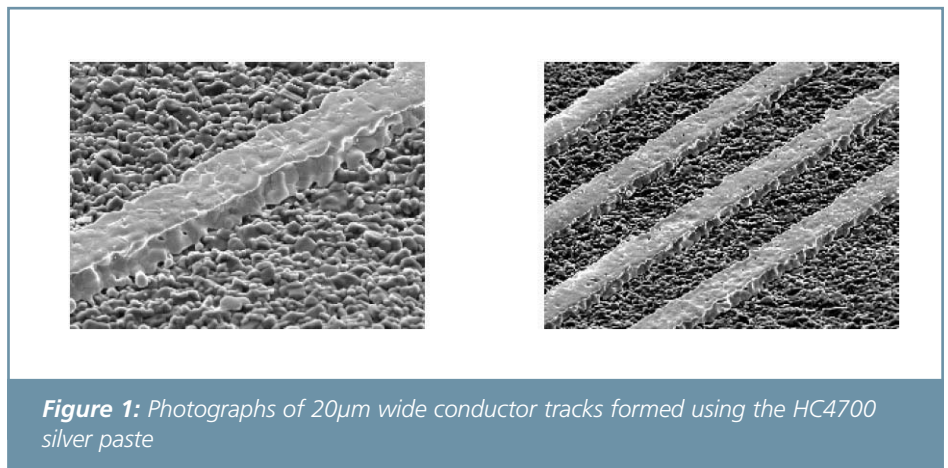 Figure 1: Photographs of 20µm wide conductor tracks formed using the HC4700
silver paste